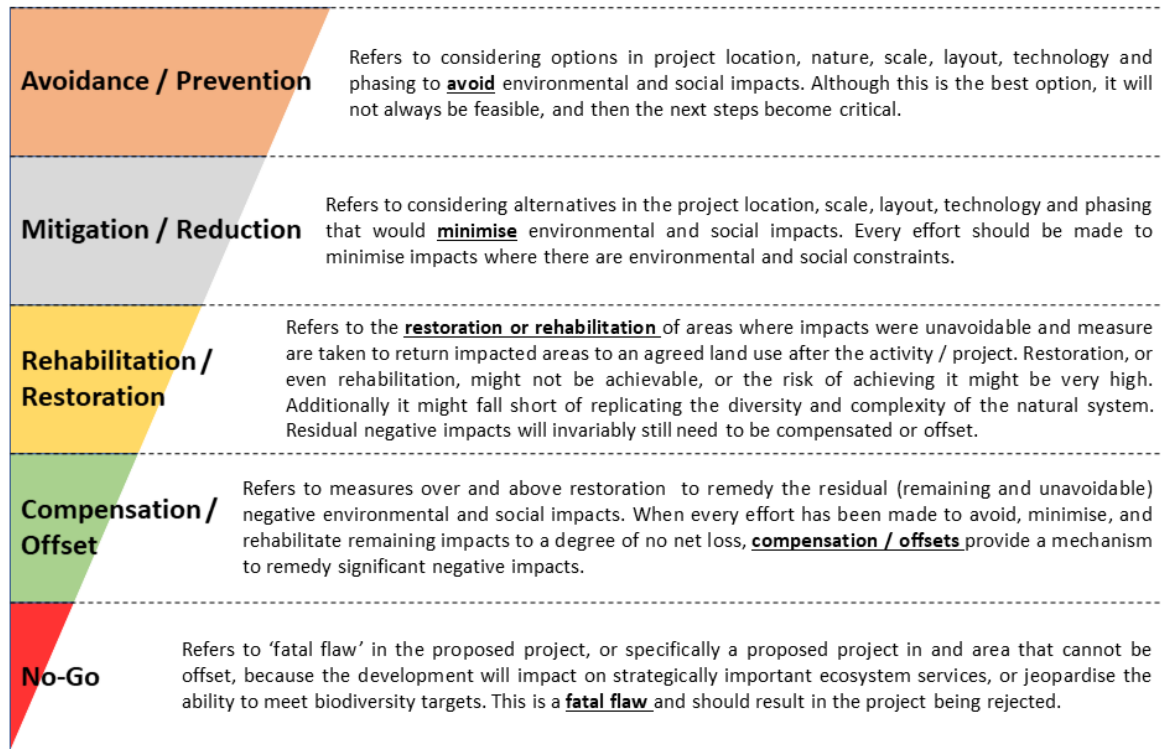 Avoidance / Prevention
Refers to considering options in project location, nature, scale, layout, technology and
phasing to avoid environmental and social impacts. Although this is the best option, it will
not always be feasible, and then the next steps become critical.
Mitigation / Reduction
Refers to considering alternatives in the project location, scale, layout, technology and phasing
that would minimise environmental and social impacts. Every effort should be made to
minimise impacts where there are environmental and social constraints.
Rehabilitation /
Restoration
Refers to the restoration or rehabilitation of areas where impacts were unavoidable and measure
are taken to return impacted areas to an agreed land use after the activity / project. Restoration, or
even rehabilitation, might not be achievable, or the risk of achieving it might be very high.
Additionally it might fall short of replicating the diversity and complexity of the natural system.
Residual negative impacts will invariably still need to be compensated or offset.
Compensation /
Offset
Refers to measures over and above restoration to remedy the residual (remaining and unavoidable)
negative environmental and social impacts. When every effort has been made to avoid, minimise, and
rehabilitate remaining impacts to a degree of no net loss, compensation / offsets provide a mechanism
to remedy significant negative impacts.
No-Go
Refers to ‘fatal flaw’ in the proposed project, or specifically a proposed project in and area that cannot be
offset, because the development will impact on strategically important ecosystem services, or jeopardise the
ability to meet biodiversity targets. This is a fatal flaw and should result in the project being rejected.